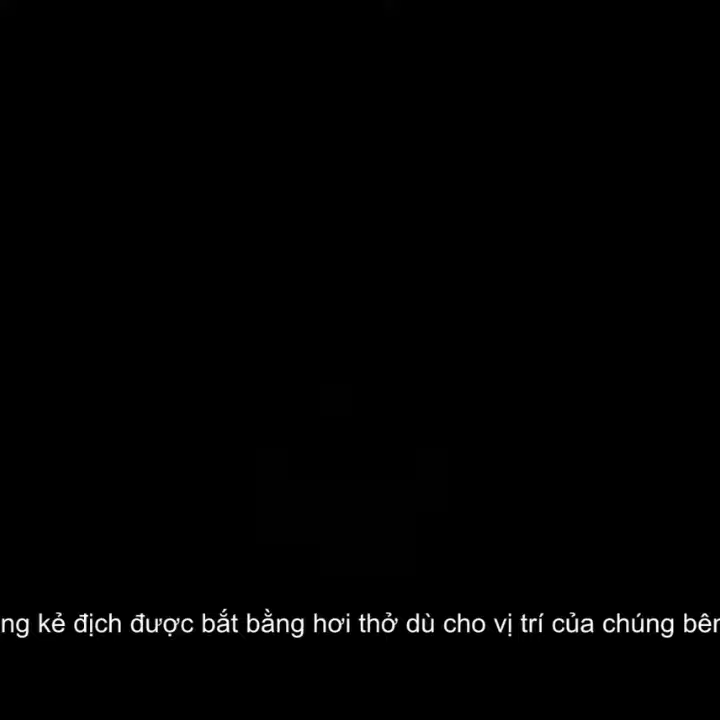 ng kẻ địch được bắt bằng hơi thở dù cho vị trí của chúng bên